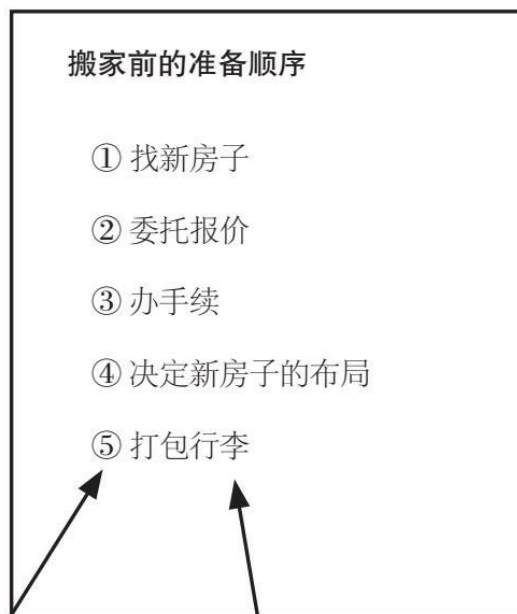 搬家前的准备顺序
① 找新房子
② 委托报价
③ 办手续
④ 决定新房子的布局
⑤ 打包行李